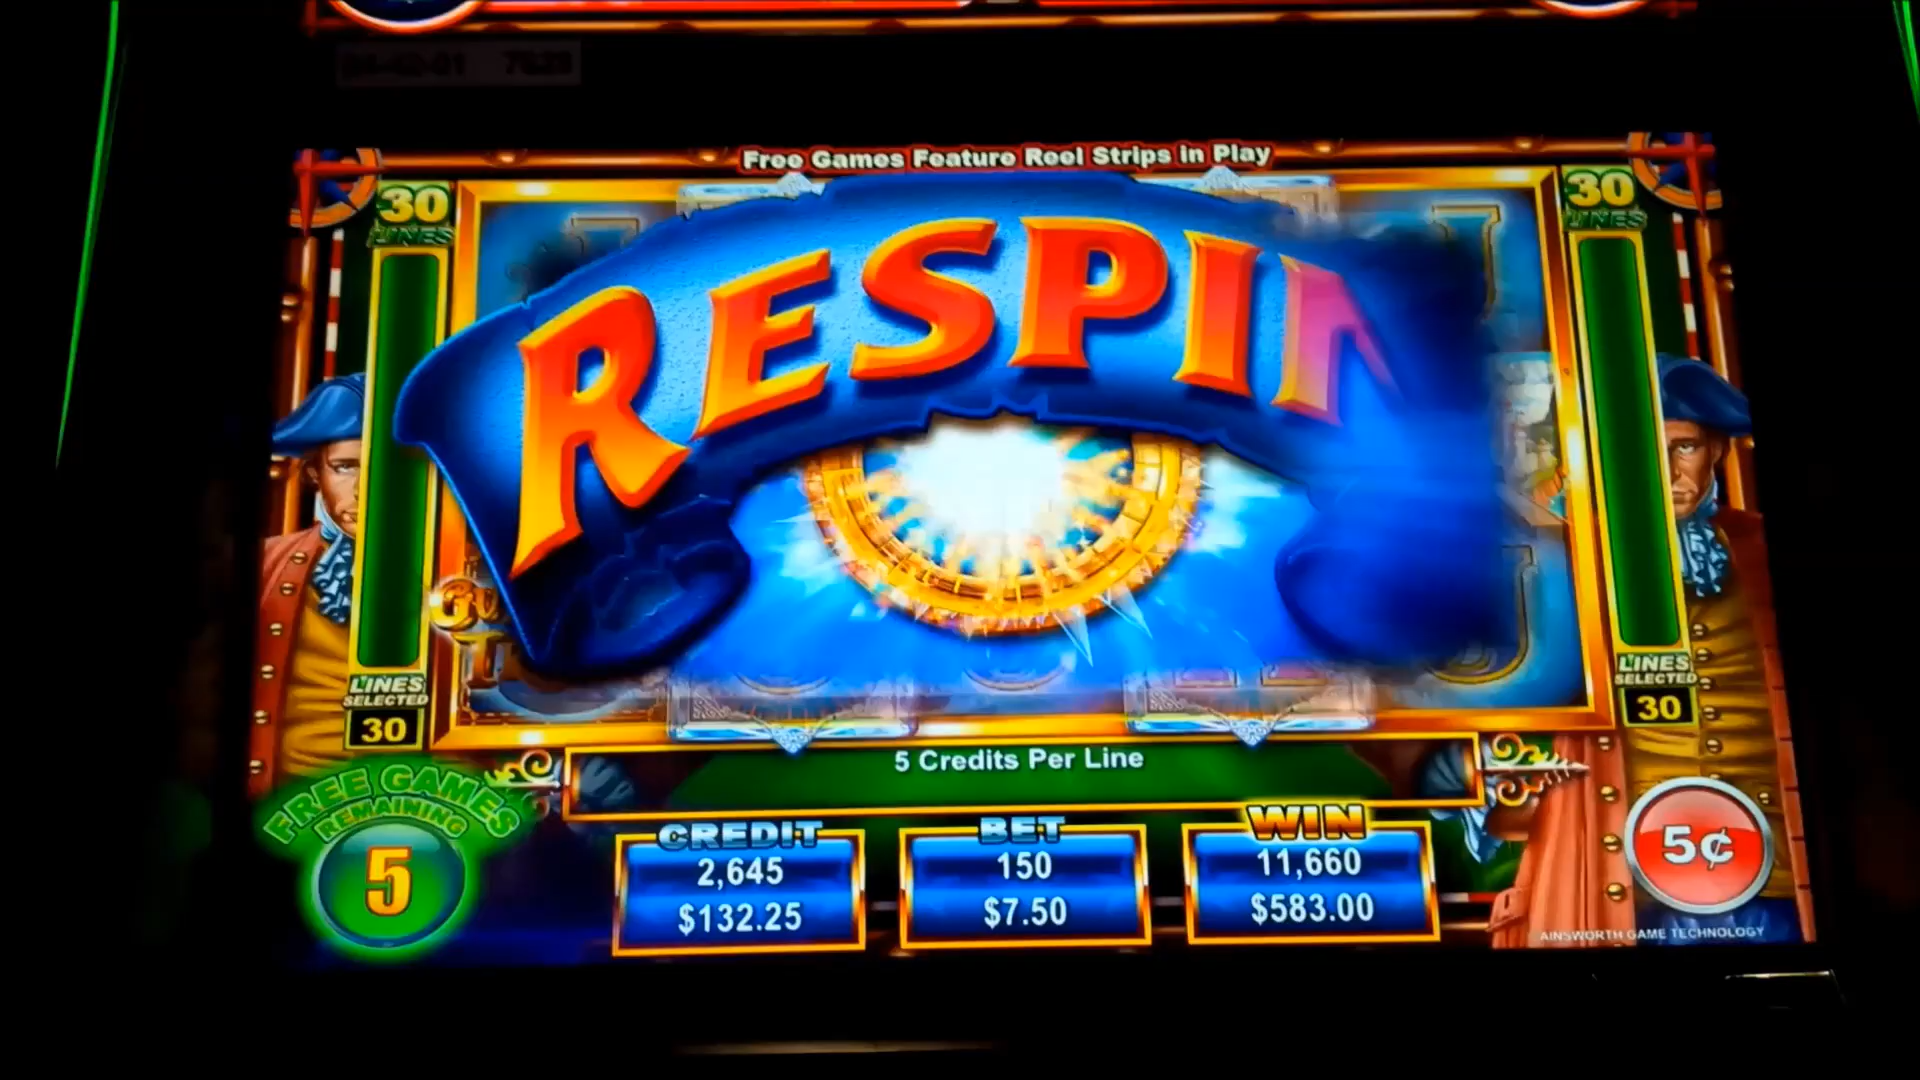 Free Games Feature Reel Strips in Play
30
LINES
30
LINES
RESPIN
LINES
SELECTED
30
LINES
SELECTED
30
5 Credits Per Line
FREE GAMES
REMAINING
5
CREDIT
2,645
$132.25
BET
150
$7.50
WIN
11,660
$583.00
5¢
AINSWORTH GAME TECHNOLOGY